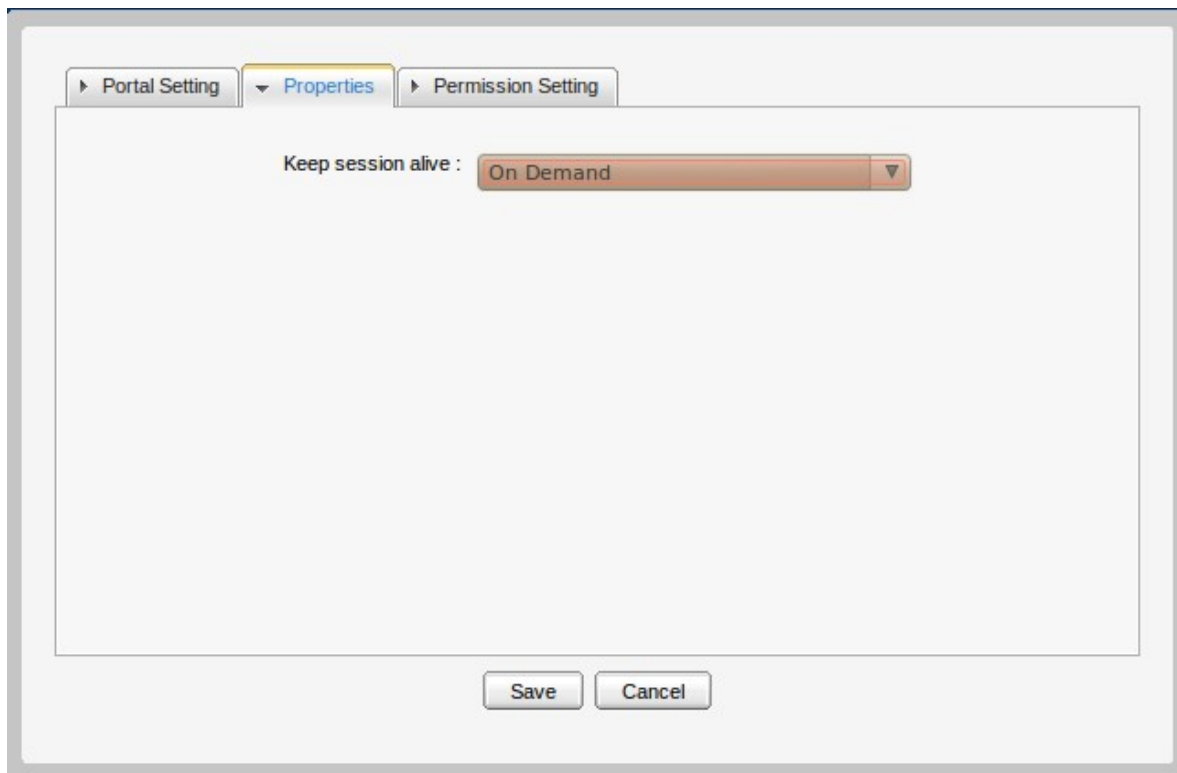 Portal Setting Properties Permission Setting
Keep session alive : On Demand
Save Cancel